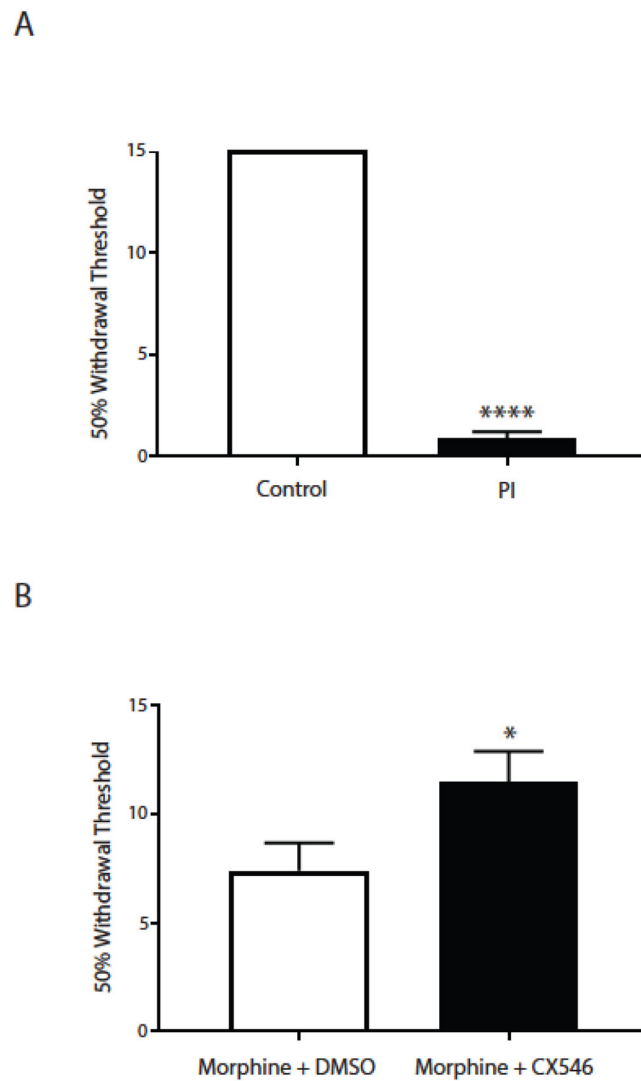 A
50% Withdrawal Threshold
15
10
5
0
****
Control PI
B
50% Withdrawal Threshold
15
10
5
0
*
Morphine + DMSO Morphine + CX546